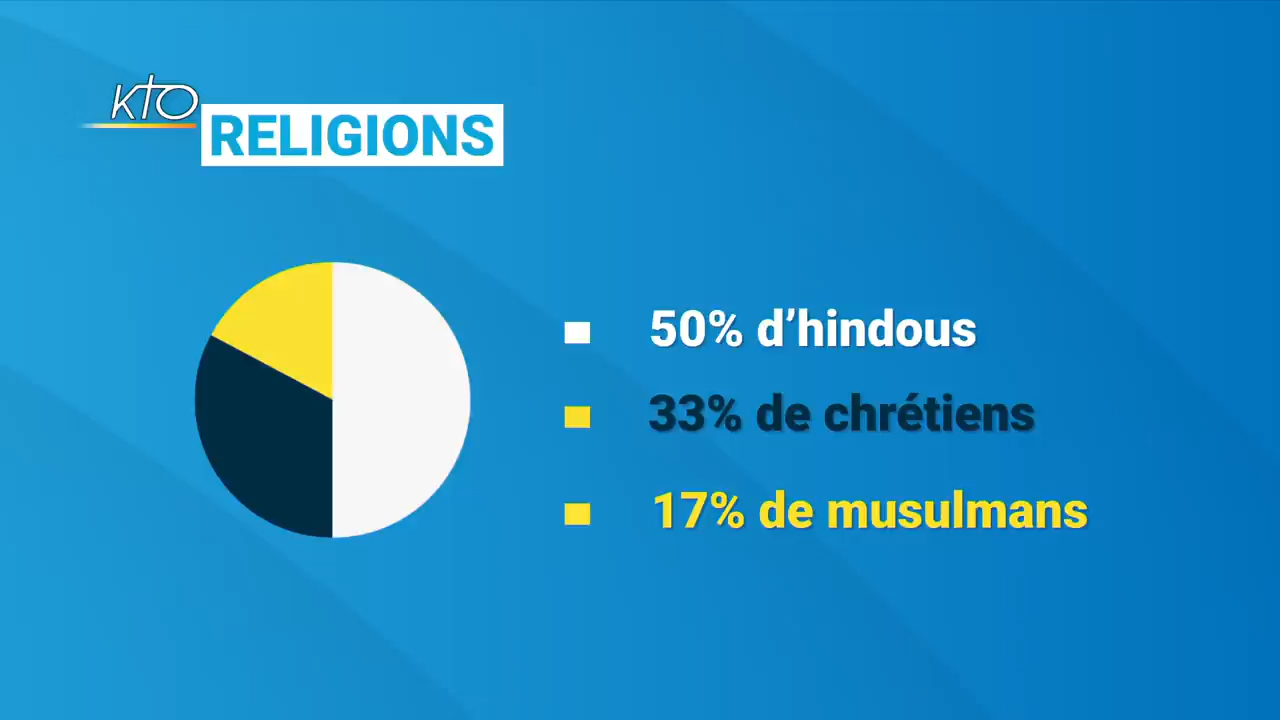 KTO
RELIGIONS
50% d’hindous
33% de chrétiens
17% de musulmans